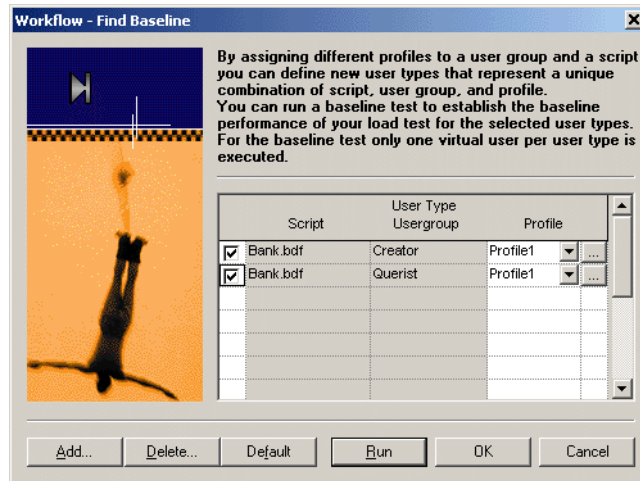 Workflow - Find Baseline
By assigning different profiles to a user group and a script
you can define new user types that represent a unique
combination of script, user group, and profile.
You can run a baseline test to establish the baseline
performance of your load test for the selected user types.
For the baseline test only one virtual user per user type is
executed.
User Type
Script Usergroup Profile
Bank.bdf Creator Profile1 ...
Bank.bdf Querist Profile1 ...
Add... Delete... Default Run OK Cancel